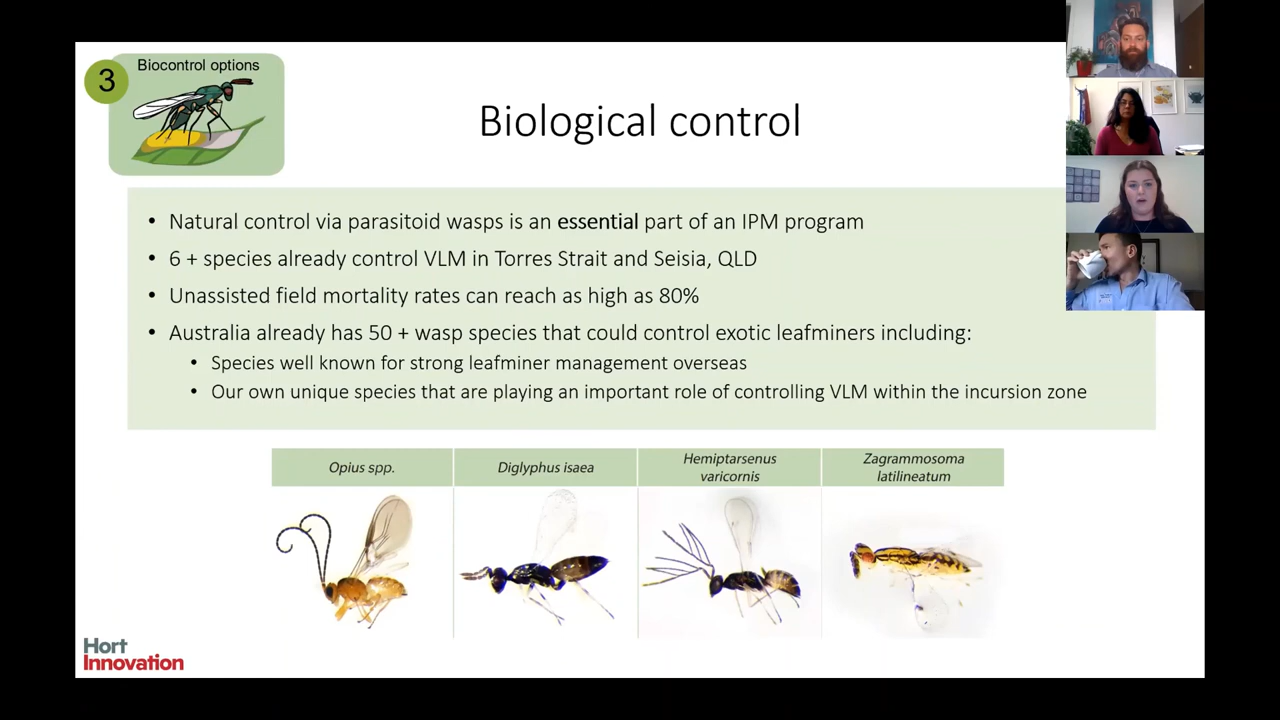 3
Biocontrol options
Biological control
• Natural control via parasitoid wasps is an essential part of an IPM program
• 6 + species already control VLM in Torres Strait and Seisia, QLD
• Unassisted field mortality rates can reach as high as 80%
• Australia already has 50 + wasp species that could control exotic leafminers including:
• Species well known for strong leafminer management overseas
• Our own unique species that are playing an important role of controlling VLM within the incursion zone
Opius spp.
Diglyphus isaea
Hemiptarsenus
varicornis
Zagrammosoma
latilineatum
Hort
Innovation